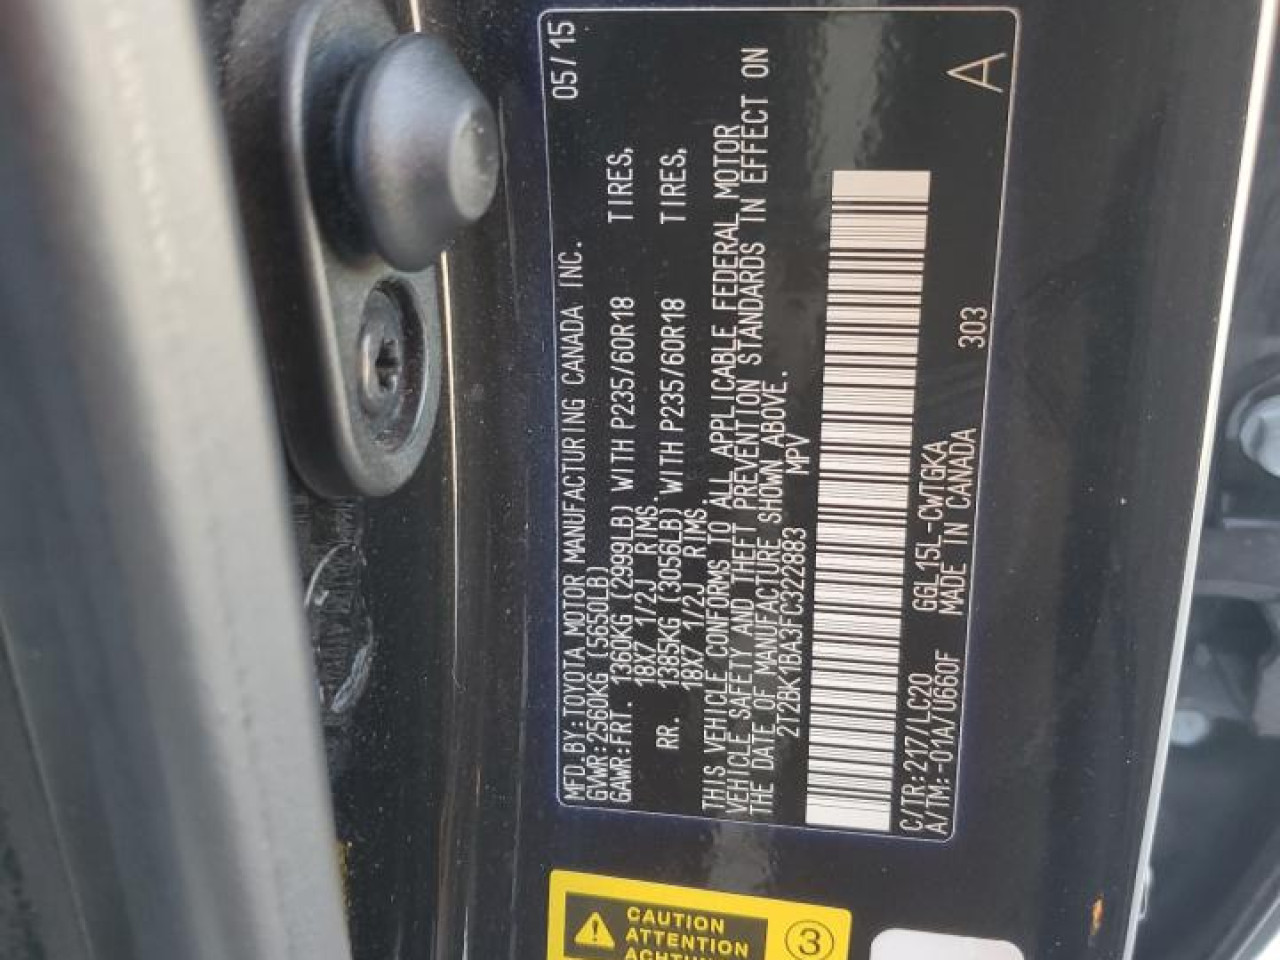 MFD.BY:TOYOTA MOTOR MANUFACTURING CANADA INC. 05/15
GVWR:2560KG (5650LB)
GAWR:FRT. 1360KG (2999LB) WITH P235/60R18 TIRES,
18X7 1/2J RIMS.
RR. 1385KG (3056LB) WITH P235/60R18 TIRES,
18X7 1/2J RIMS.
THIS VEHICLE CONFORMS TO ALL APPLICABLE FEDERAL MOTOR
VEHICLE SAFETY AND THEFT PREVENTION STANDARDS IN EFFECT ON
THE DATE OF MANUFACTURE SHOWN ABOVE.
2T2BK1BA3FC322883 MPV
C/TR:217/LC20 GGL15L-CWTGKA A
A/TM:-01A/U660F MADE IN CANADA 303
CAUTION
ATTENTION
ACHTUN
3